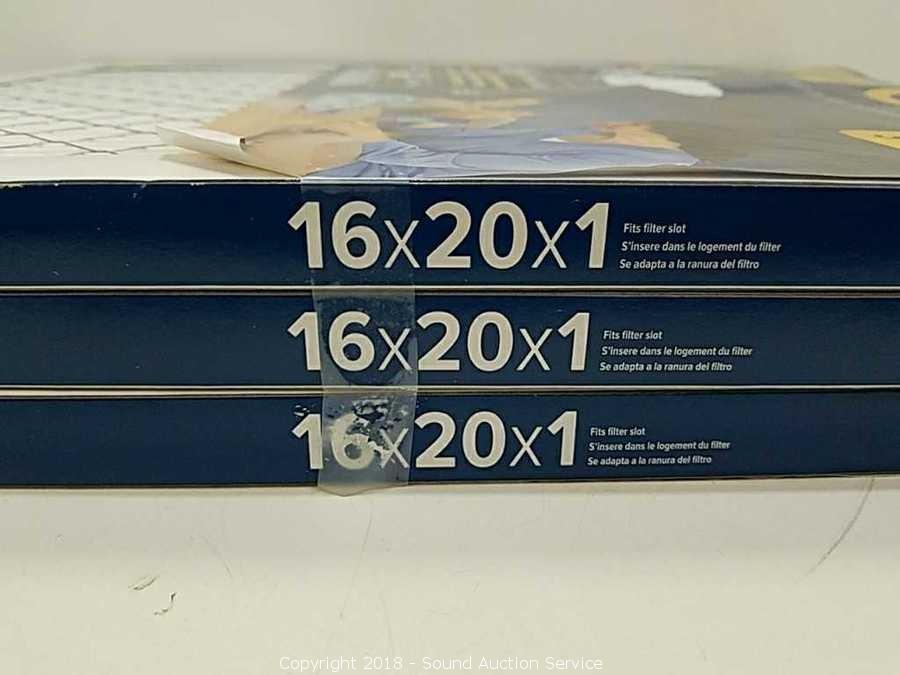 16x20x1
Fits filter slot
S'insere dans le logement du filter
Se adapta a la ranura del filtro
16x20x1
Fits filter slot
S'insere dans le logement du filter
Se adapta a la ranura del filtro
16x20x1
Fits filter slot
S'insere dans le logement du filter
Se adapta a la ranura del filtro
Copyright 2018 - Sound Auction Service